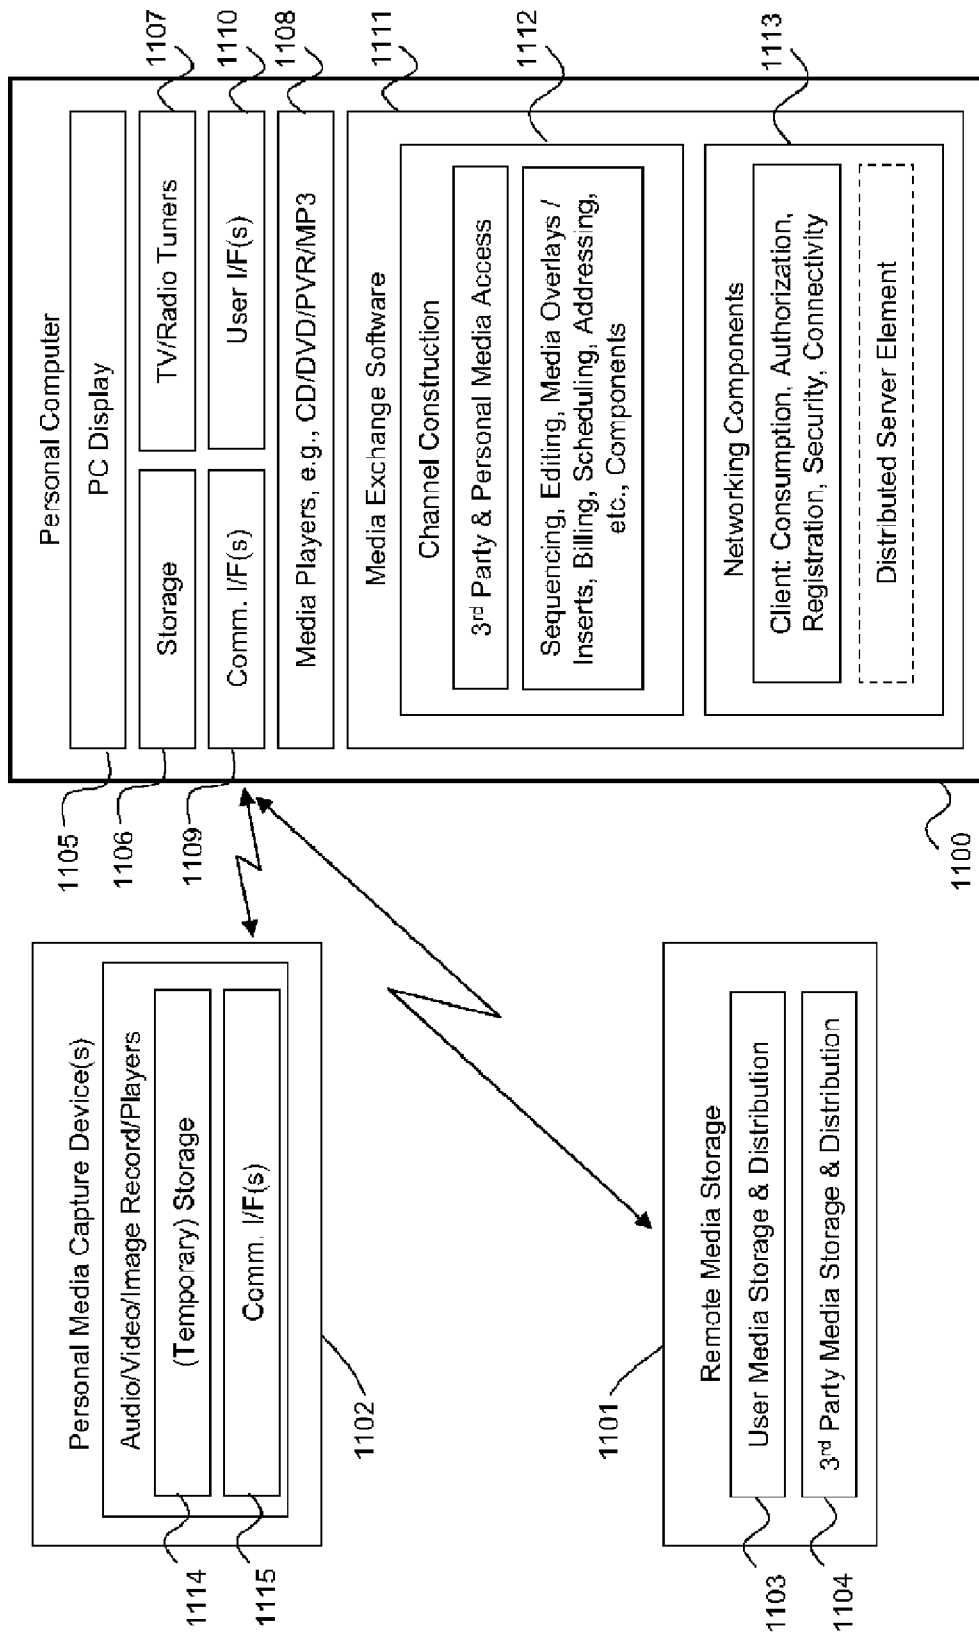 Personal Media Capture Device(s)
Audio/Video/Image Record/Players
(Temporary) Storage
Comm. I/F(s)
1114
1115
1102
Remote Media Storage
User Media Storage & Distribution
3rd Party Media Storage & Distribution
1101
1103
1104
Personal Computer
PC Display
Storage
TV/Radio Tuners
Comm. I/F(s)
User I/F(s)
Media Players, e.g., CD/DVD/PVR/MP3
Media Exchange Software
Channel Construction
3rd Party & Personal Media Access
Sequencing, Editing, Media Overlays /
Inserts, Billing, Scheduling, Addressing,
etc., Components
Networking Components
Client: Consumption, Authorization,
Registration, Security, Connectivity
Distributed Server Element
1105
1106
1109
1100
1107
1110
1108
1111
1112
1113